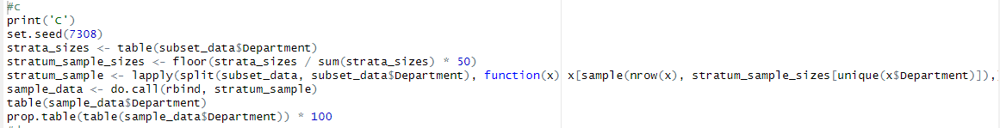 #c
print('C')
set.seed(7308)
strata_sizes <- table(subset_data$Department)
stratum_sample_sizes <- floor(strata_sizes / sum(strata_sizes) * 50)
stratum_sample <- lapply(split(subset_data, subset_data$Department), function(x) x[sample(nrow(x), stratum_sample_sizes[unique(x$Department)]),
sample_data <- do.call(rbind, stratum_sample)
table(sample_data$Department)
prop.table(table(sample_data$Department)) * 100